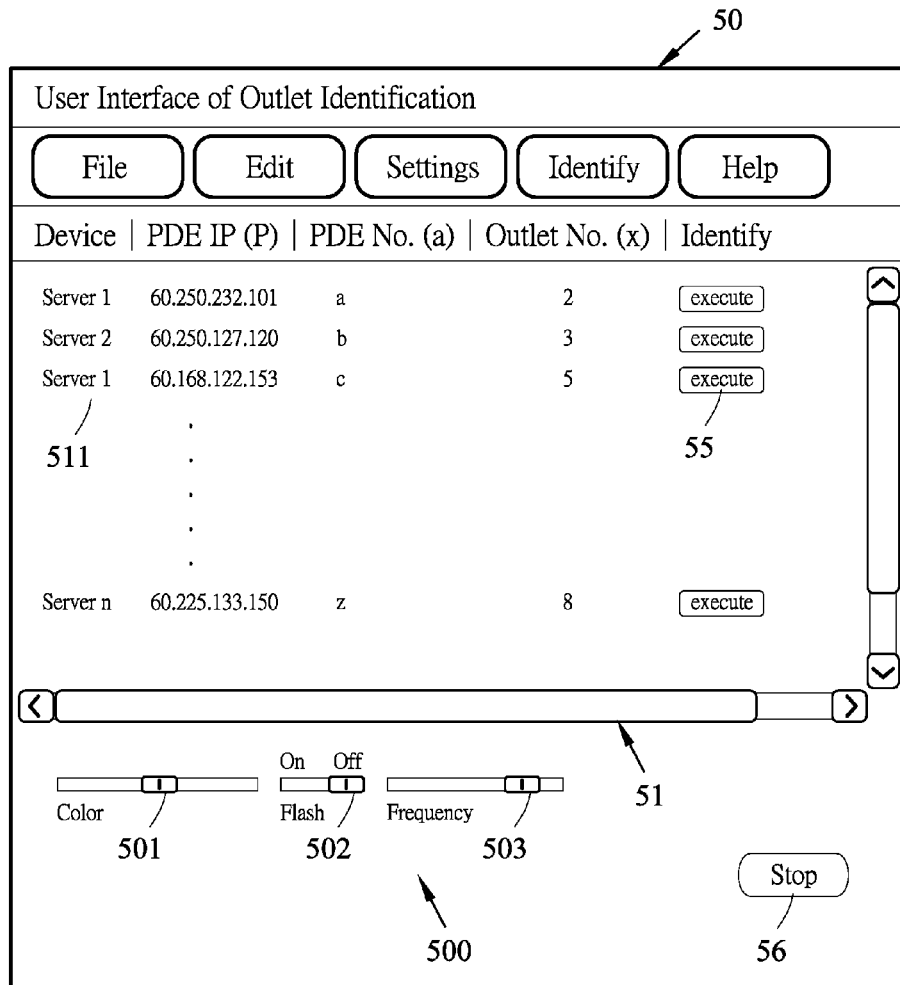 50
User Interface of Outlet Identification
File Edit Settings Identify Help
Device | PDE IP (P) | PDE No. (a) | Outlet No. (x) | Identify
Server 1 60.250.232.101 a 2 execute
Server 2 60.250.127.120 b 3 execute
Server 1 60.168.122.153 c 5 execute
511 55
Server n 60.225.133.150 z 8 execute
On Off
51
Color Flash Frequency
501 502 503
Stop
500 56